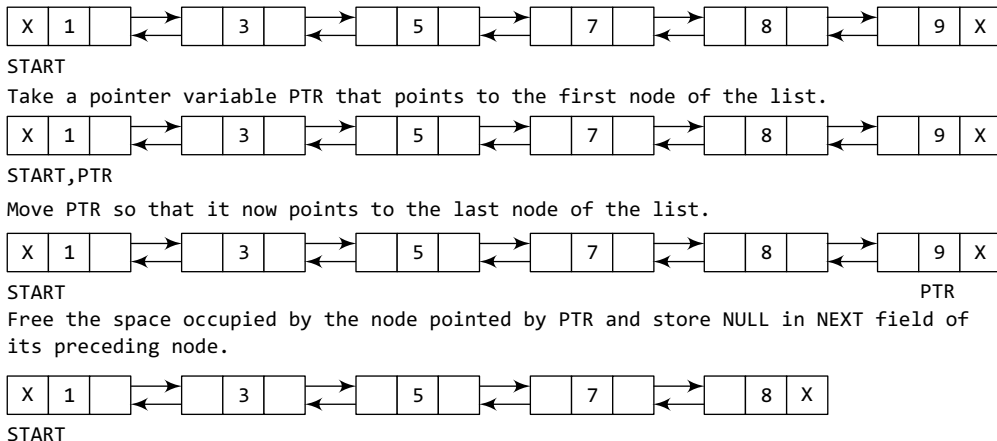 X 1 3 5 7 8 9 X
START
Take a pointer variable PTR that points to the first node of the list.
X 1 3 5 7 8 9 X
START,PTR
Move PTR so that it now points to the last node of the list.
X 1 3 5 7 8 9 X
START PTR
Free the space occupied by the node pointed by PTR and store NULL in NEXT field of
its preceding node.
X 1 3 5 7 8 X
START